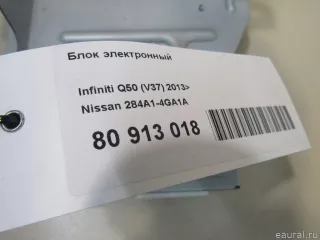 Блок электронный
Infiniti Q50 (V37) 2013>
Nissan 284A1-4GA1A
80 913 018
eaural.ru